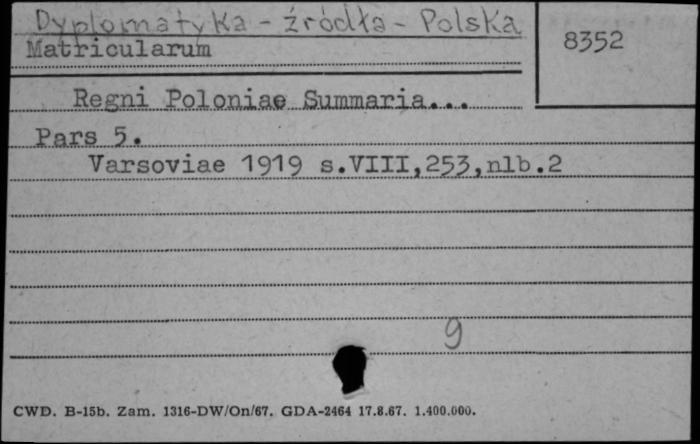 Dyplomatyka - źródła - Polska
8352
Matricularum
Regni Poloniae Summaria...
Pars 5.
Varsoviae 1919 s.VIII,253,nlb.2
9
CWD. B-15b. Zam. 1316-DW/On/67. GDA-2464 17.8.67. 1.400.000.